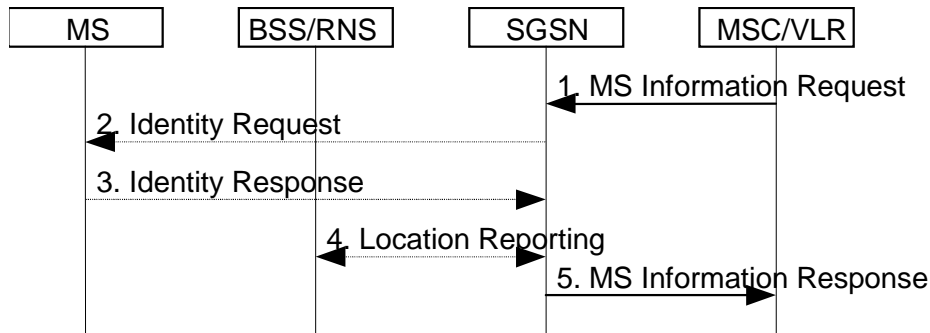 MS BSS/RNS SGSN MSC/VLR
1. MS Information Request
2. Identity Request
3. Identity Response
4. Location Reporting
5. MS Information Response